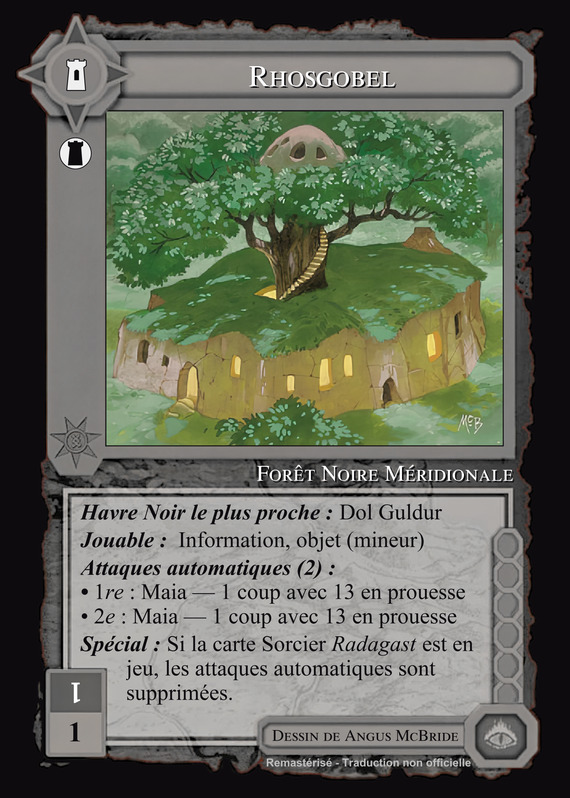 Rhosgobel
McB
Forêt Noire Méridionale
Havre Noir le plus proche : Dol Guldur
Jouable : Information, objet (mineur)
Attaques automatiques (2) :
• 1re : Maia — 1 coup avec 13 en prouesse
• 2e : Maia — 1 coup avec 13 en prouesse
Spécial : Si la carte Sorcier Radagast est en
jeu, les attaques automatiques sont
supprimées.
1
1
Dessin de Angus McBride
Remastérisé - Traduction non officielle